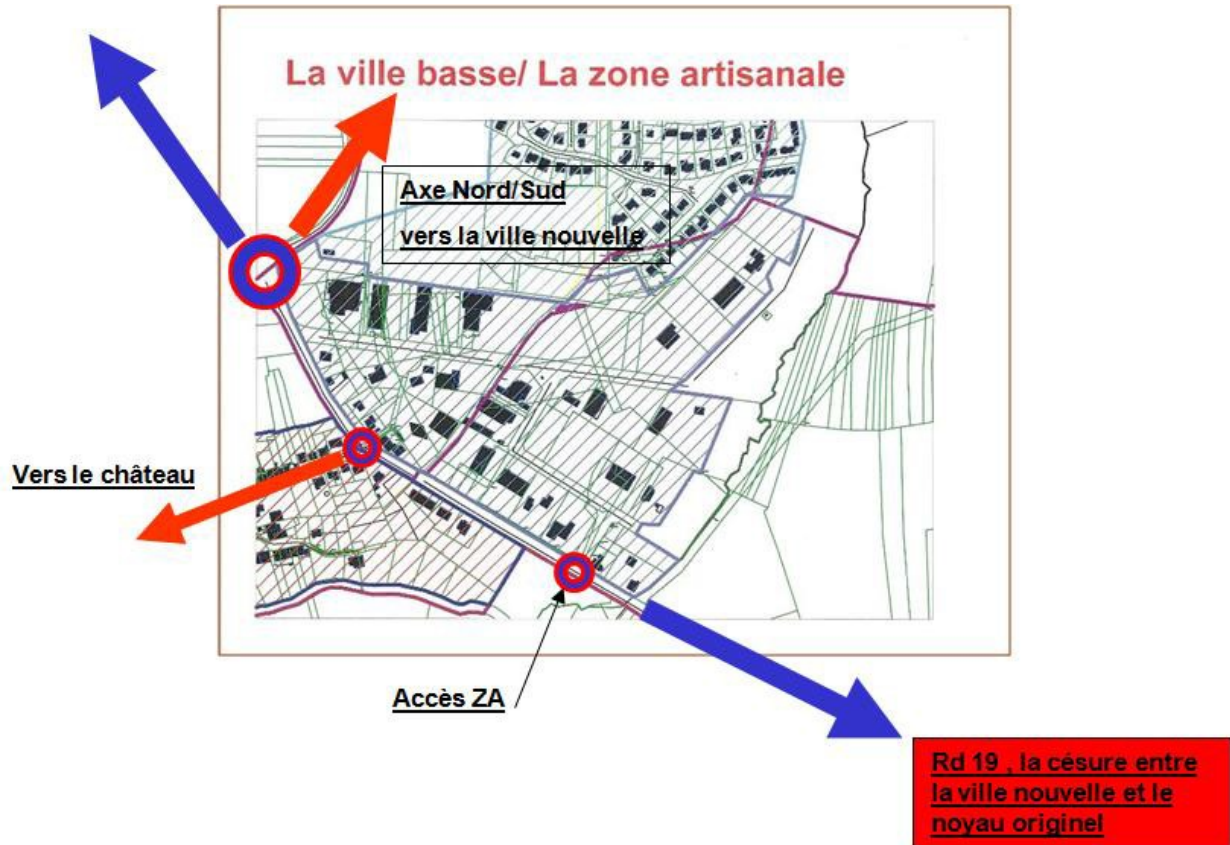 La ville basse/ La zone artisanale
Axe Nord/Sud
vers la ville nouvelle
Vers le château
Accès ZA
Rd 19 , la césure entre
la ville nouvelle et le
noyau originel